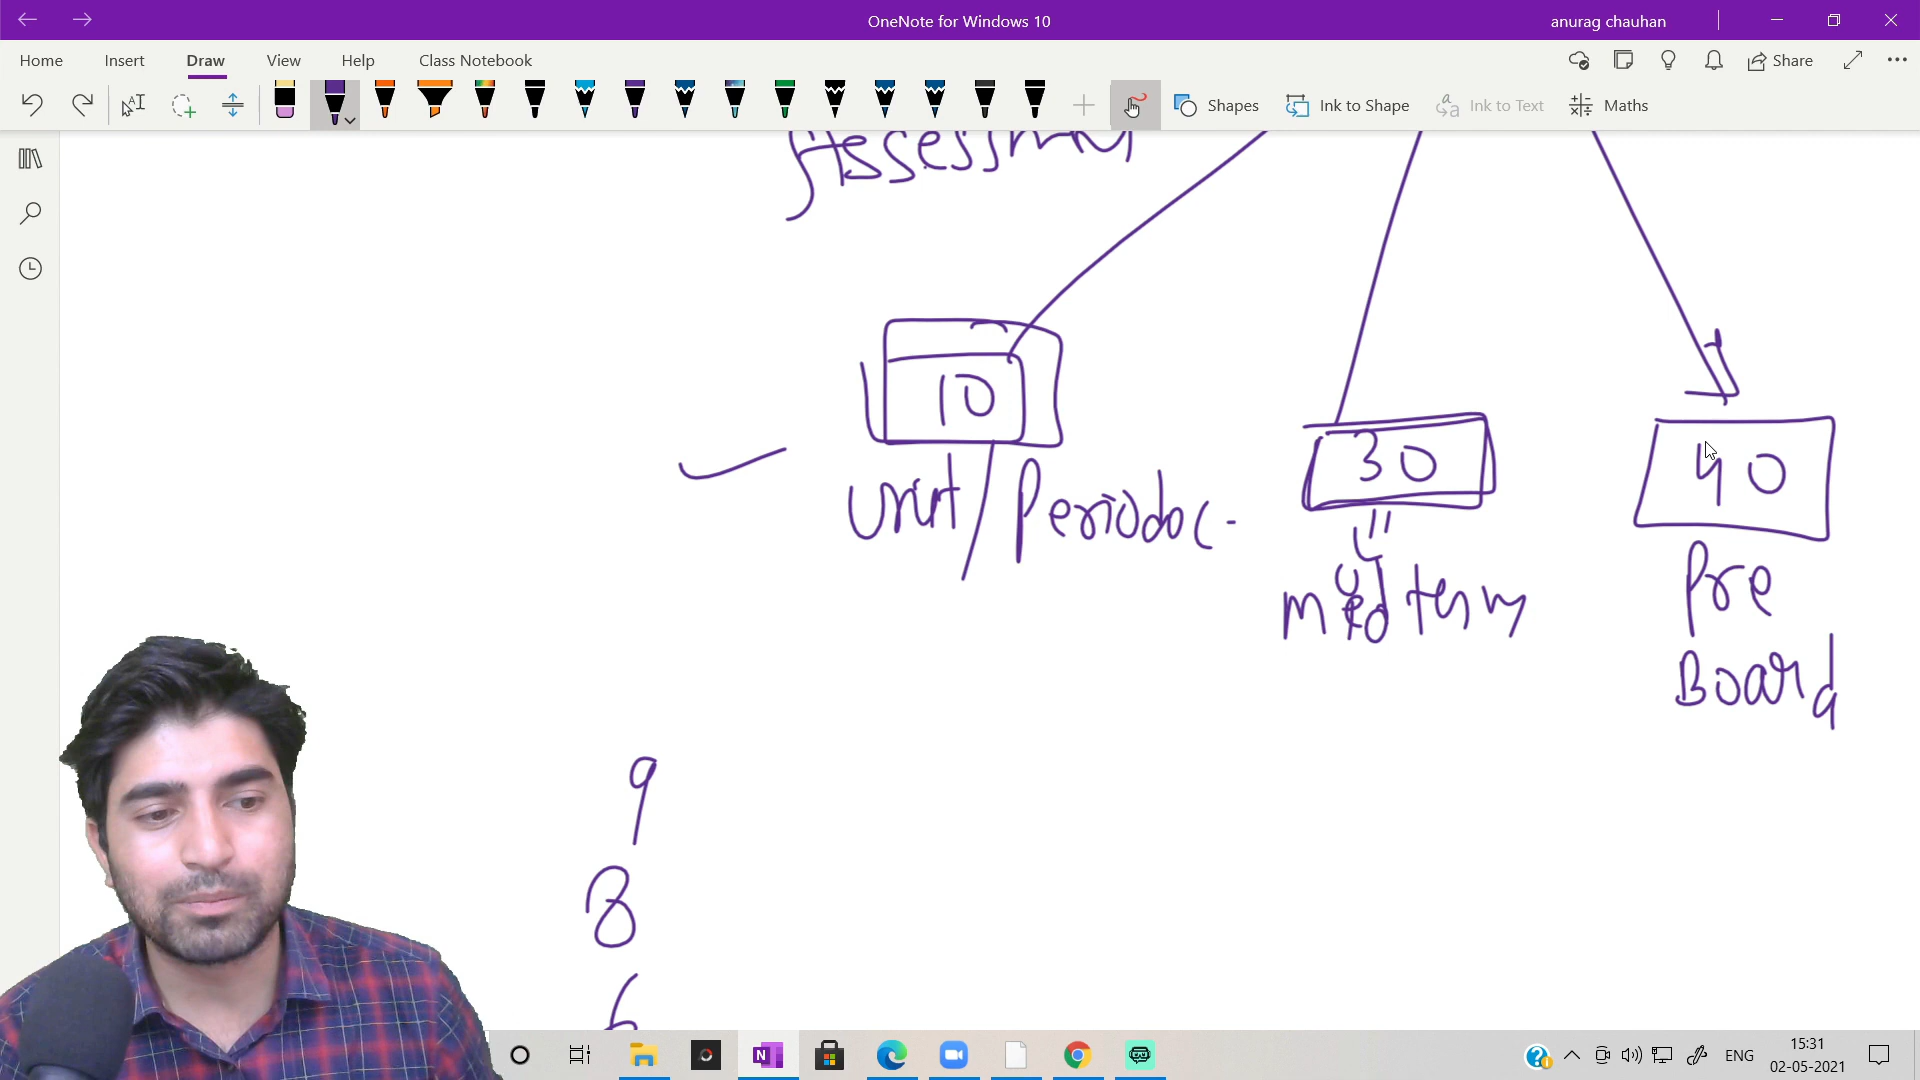 OneNote for Windows 10
anurag chauhan
Home Insert Draw View Help Class Notebook
Share
Shapes Ink to Shape Ink to Text Maths
Assessment
10
30
40
Unit / Periodic -
Mid term
Pre
Board
9
8
6
ENG
15:31
02-05-2021